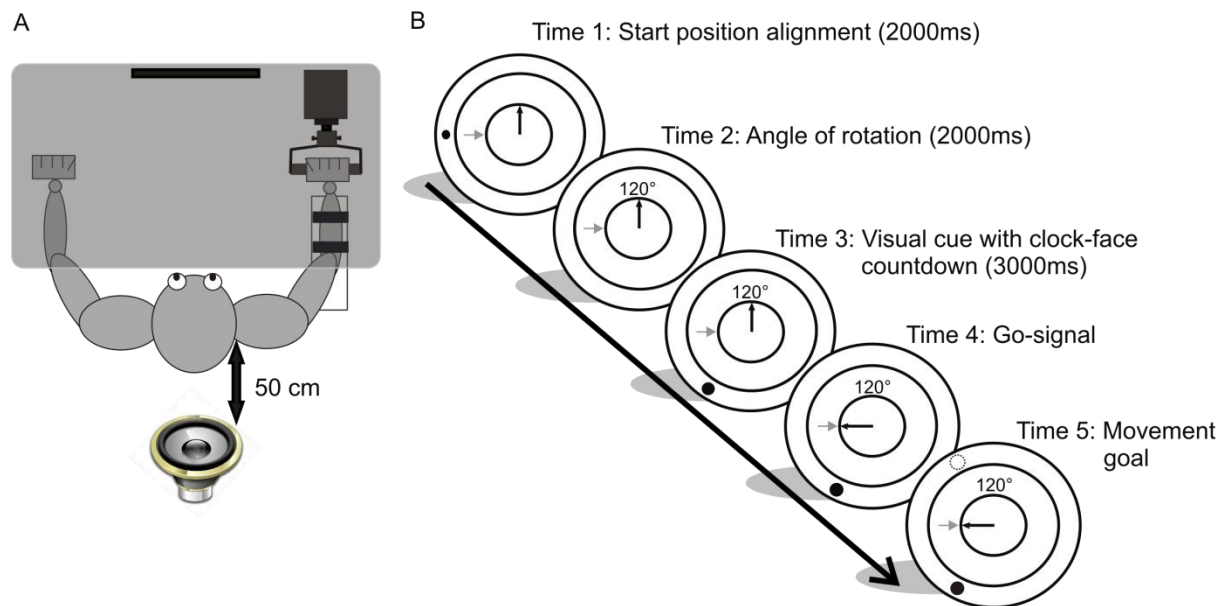 A
50 cm
B
Time 1: Start position alignment (2000ms)
Time 2: Angle of rotation (2000ms)
120°
Time 3: Visual cue with clock-face
countdown (3000ms)
120°
Time 4: Go-signal
120°
Time 5: Movement
goal
120°